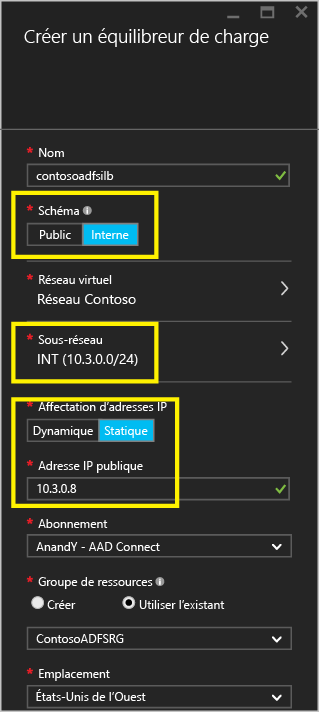 Créer un équilibreur de charge
* Nom
contosoadfsilb
* Schéma
Public Interne
* Réseau virtuel
Réseau Contoso
* Sous-réseau
INT (10.3.0.0/24)
* Affectation d'adresses IP
Dynamique Statique
* Adresse IP publique
10.3.0.8
* Abonnement
AnandY - AAD Connect
* Groupe de ressources
Créer Utiliser l'existant
ContosoADFSRG
* Emplacement
États-Unis de l'Ouest